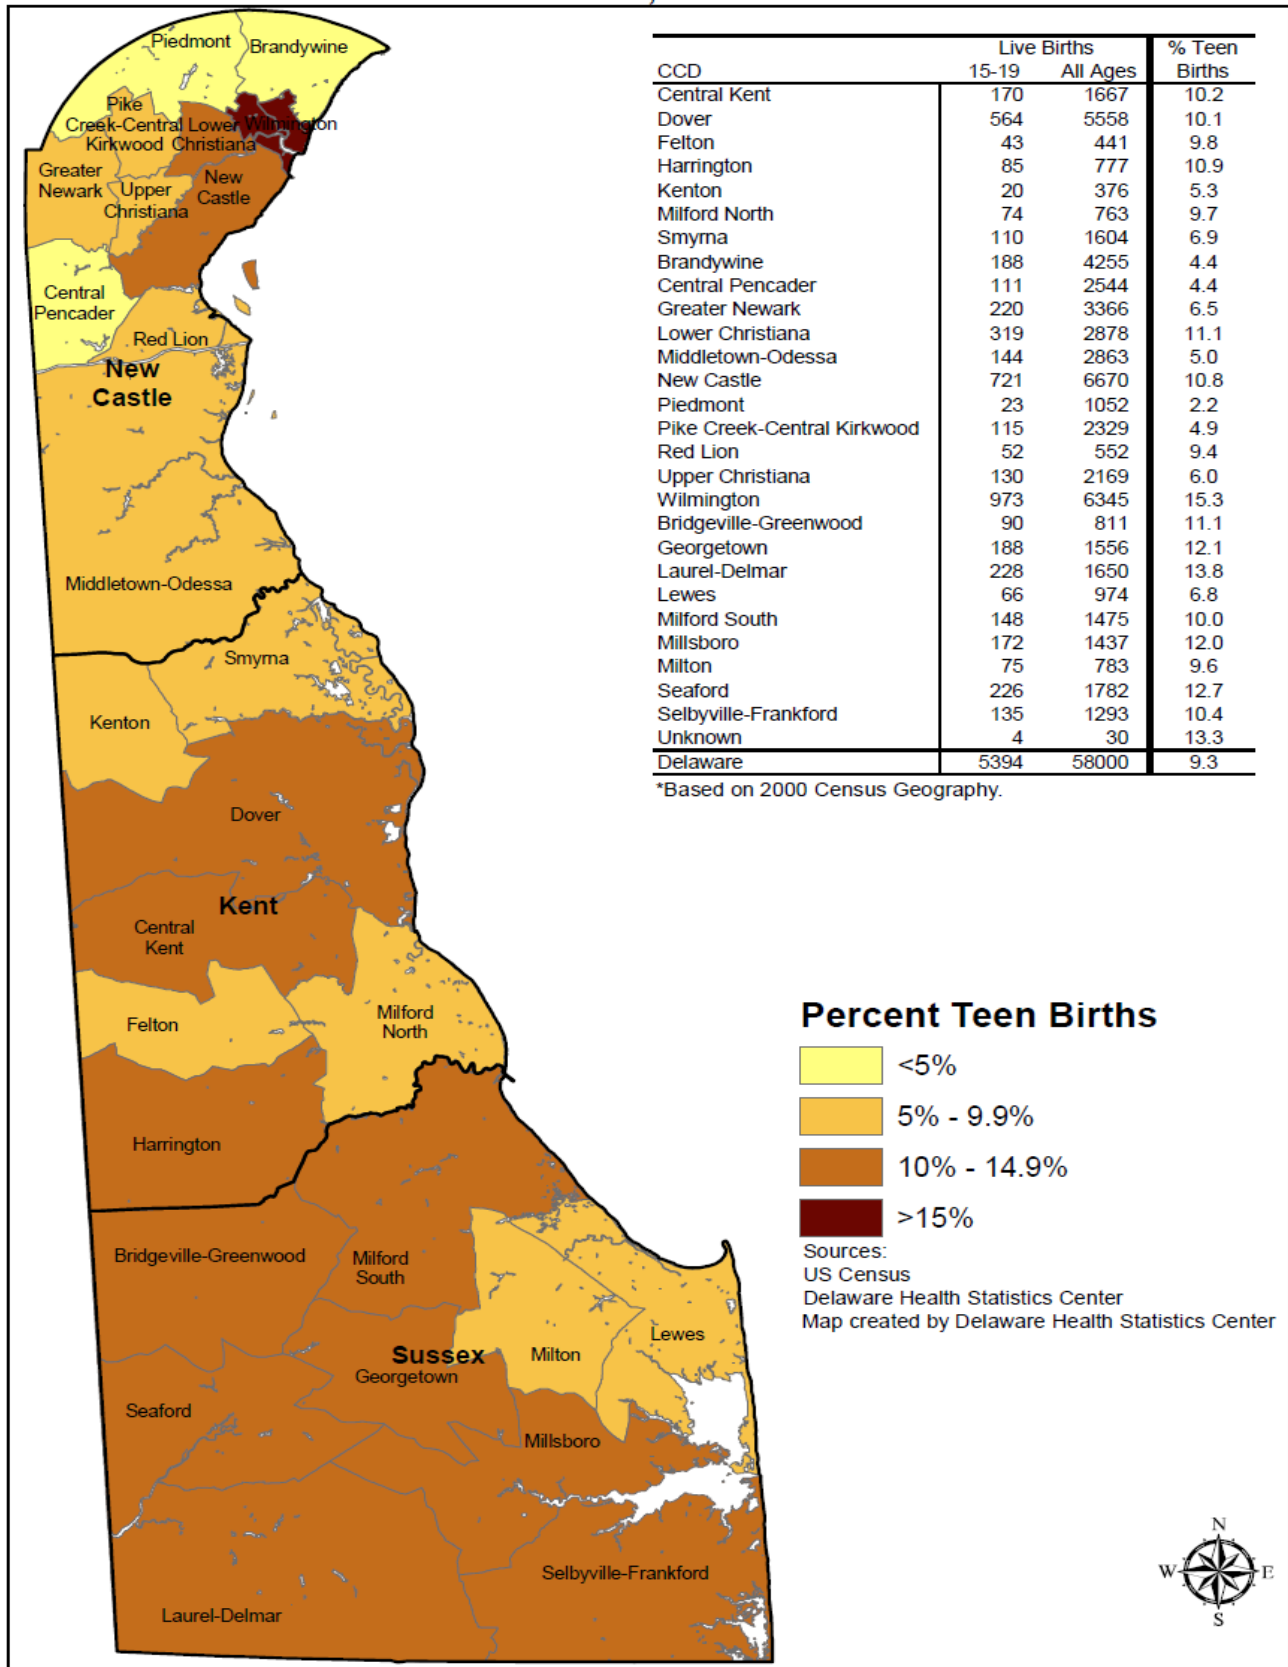 Piedmont
Brandywine
Pike
Creek-Central
Kirkwood
Lower
Christiana
Wilmington
Greater
Newark
Upper
Christiana
New
Castle
Central
Pencader
Red Lion
New
Castle
Middletown-Odessa
Smyrna
Kenton
Dover
Kent
Central
Kent
Felton
Milford
North
Harrington
Bridgeville-Greenwood
Milford
South
Lewes
Milton
Sussex
Georgetown
Seaford
Millsboro
Selbyville-Frankford
Laurel-Delmar
Live Births % Teen
CCD 15-19 All Ages Births
Central Kent 170 1667 10.2
Dover 564 5558 10.1
Felton 43 441 9.8
Harrington 85 777 10.9
Kenton 20 376 5.3
Milford North 74 763 9.7
Smyrna 110 1604 6.9
Brandywine 188 4255 4.4
Central Pencader 111 2544 4.4
Greater Newark 220 3366 6.5
Lower Christiana 319 2878 11.1
Middletown-Odessa 144 2863 5.0
New Castle 721 6670 10.8
Piedmont 23 1052 2.2
Pike Creek-Central Kirkwood 115 2329 4.9
Red Lion 52 552 9.4
Upper Christiana 130 2169 6.0
Wilmington 973 6345 15.3
Bridgeville-Greenwood 90 811 11.1
Georgetown 188 1556 12.1
Laurel-Delmar 228 1650 13.8
Lewes 66 974 6.8
Milford South 148 1475 10.0
Millsboro 172 1437 12.0
Milton 75 783 9.6
Seaford 226 1782 12.7
Selbyville-Frankford 135 1293 10.4
Unknown 4 30 13.3
Delaware 5394 58000 9.3
*Based on 2000 Census Geography.
Percent Teen Births
<5%
5% - 9.9%
10% - 14.9%
>15%
Sources:
US Census
Delaware Health Statistics Center
Map created by Delaware Health Statistics Center
N
W E
S